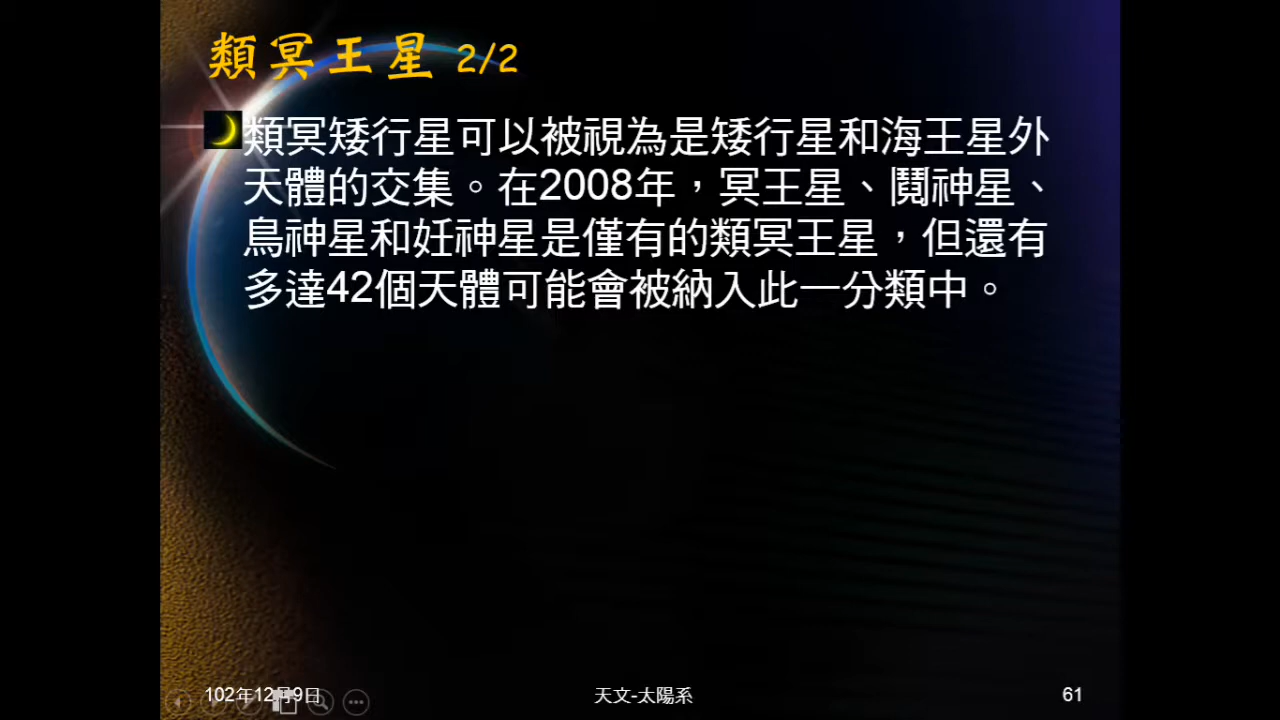 類冥王星 2/2
類冥矮行星可以被視為是矮行星和海王星外
天體的交集。在2008年，冥王星、鬩神星、
鳥神星和妊神星是僅有的類冥王星，但還有
多達42個天體可能會被納入此一分類中。
102年12月9日
天文-太陽系
61